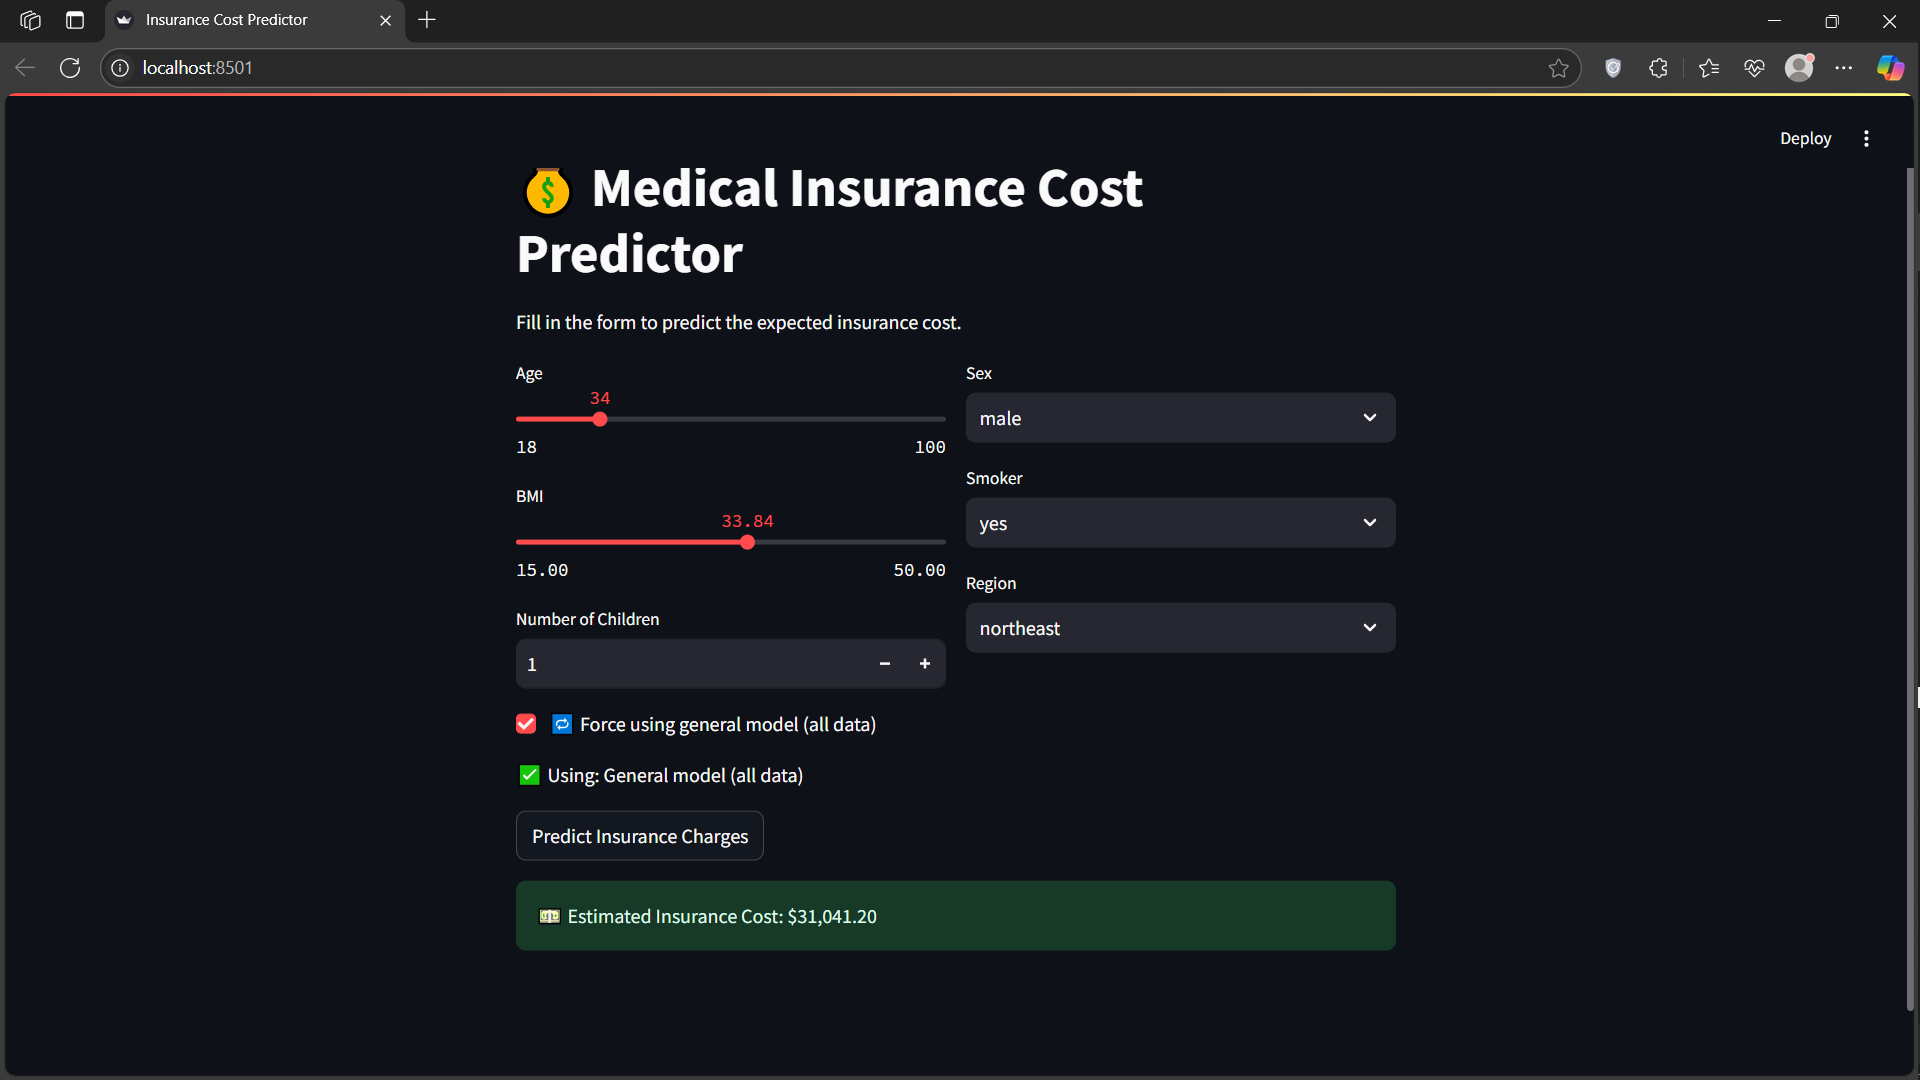 Insurance Cost Predictor
localhost:8501
Deploy
Medical Insurance Cost
Predictor
Fill in the form to predict the expected insurance cost.
Age
34
18 100
BMI
33.84
15.00 50.00
Number of Children
1
Sex
male
Smoker
yes
Region
northeast
Force using general model (all data)
Using: General model (all data)
Predict Insurance Charges
Estimated Insurance Cost: $31,041.20